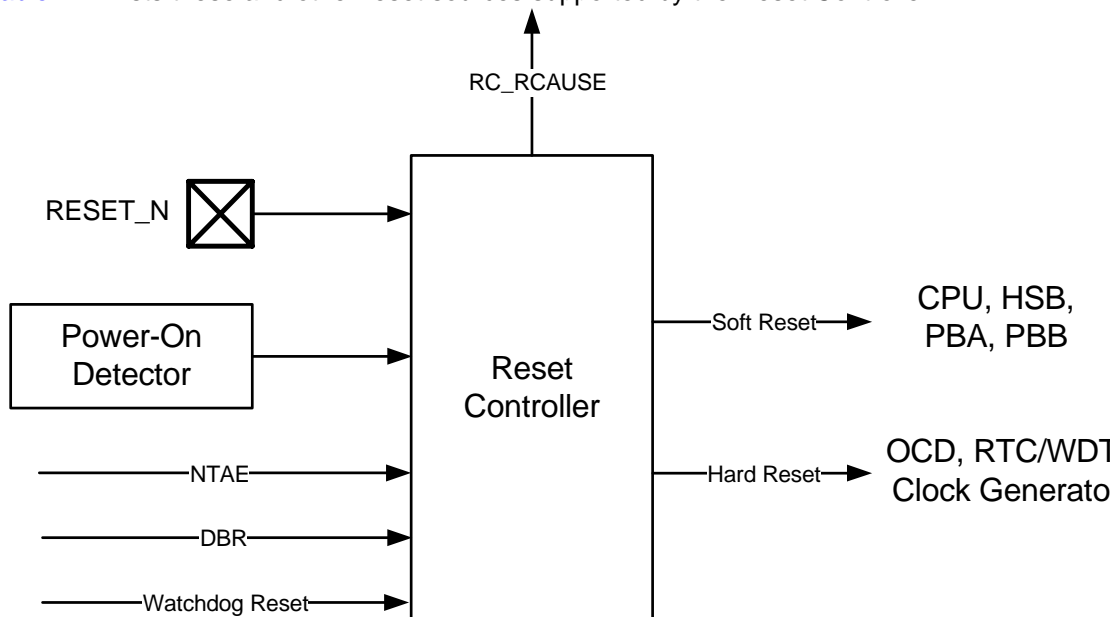 RC_RCAUSE
RESET_N
Power-On
Detector
Reset
Controller
Soft Reset
CPU, HSB,
PBA, PBB
NTAE
Hard Reset
OCD, RTC/WDT
Clock Generato
DBR
Watchdog Reset